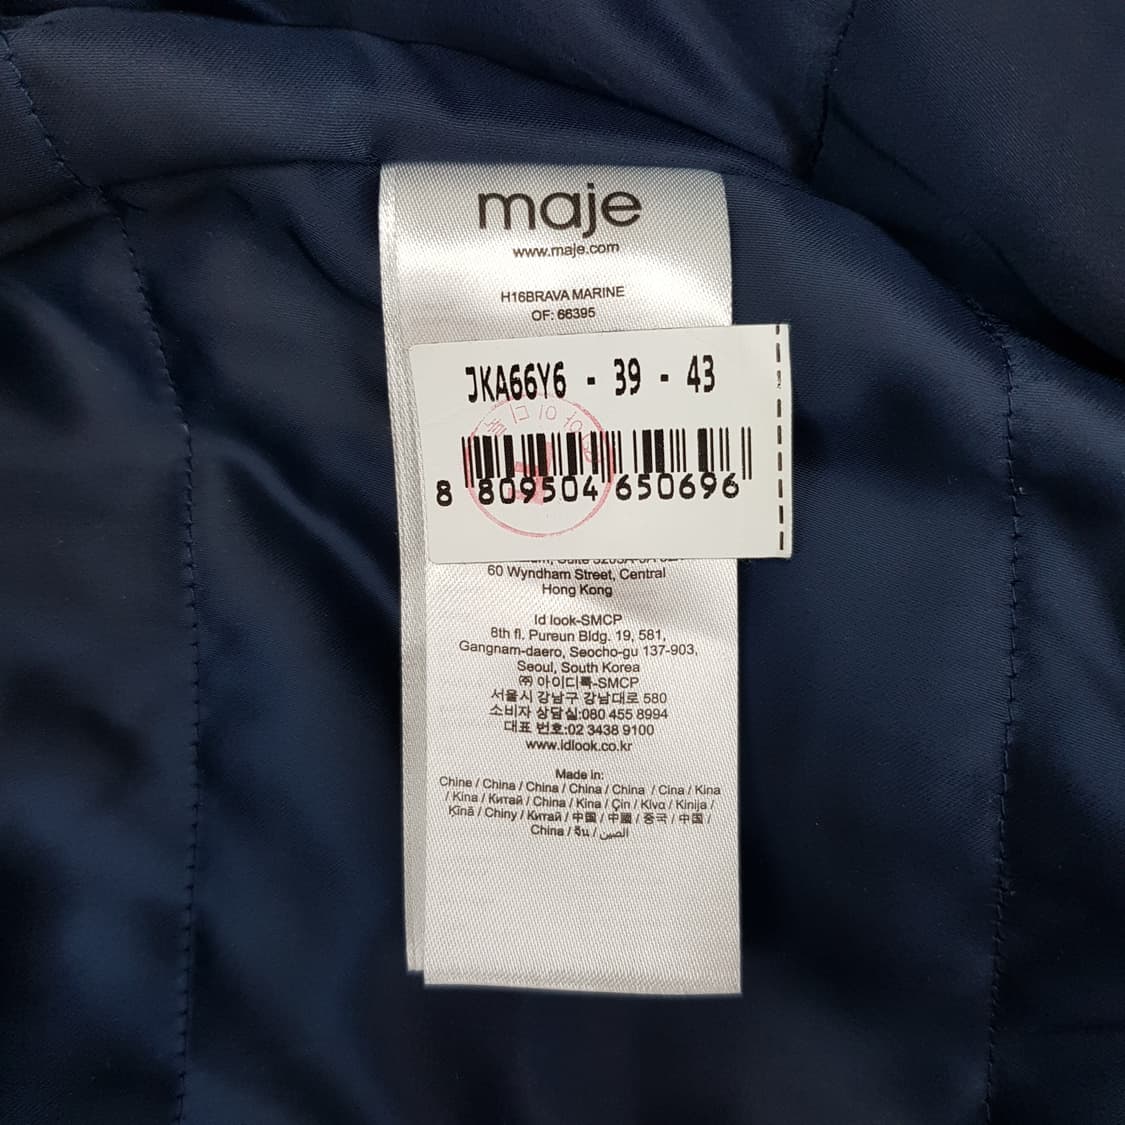 maje
www.maje.com
H16BRAVA MARINE
OF: 66395
JKA66Y6 - 39 - 43
8 809504 650696
60 Wyndham Street, Central
Hong Kong
Id look-SMCP
8th fl. Pureun Bldg. 19, 581,
Gangnam-daero, Seocho-gu 137-903,
Seoul, South Korea
㈜ 아이디룩-SMCP
서울시 강남구 강남대로 580
소비자 상담실:080 455 8994
대표 번호:02 3438 9100
www.idlook.co.kr
Made in:
Chine / China / China / China / China / Cina / Kina
/ Kina / Китай / China / Kina / Çin / Κίνα / Kinija /
Ķīnā / Chiny / Китай / 中国 / 中國 / 중국 / 中国 /
China / จีน / الصين